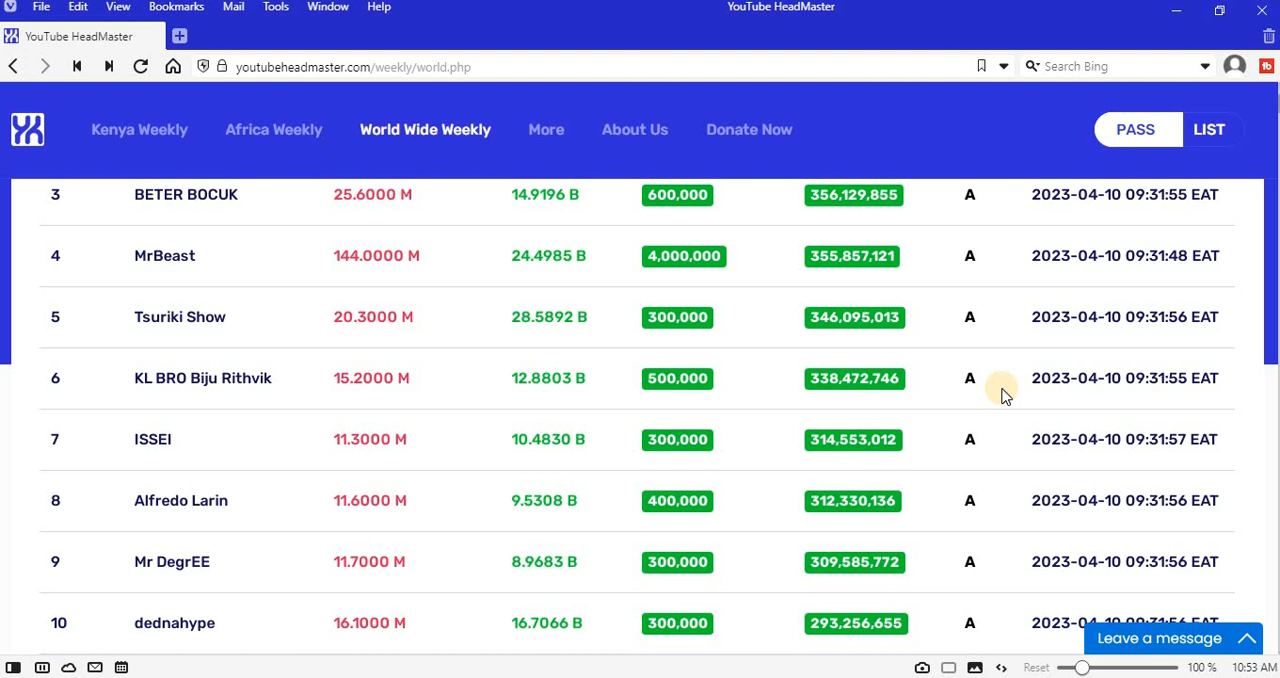 File Edit View Bookmarks Mail Tools Window Help YouTube HeadMaster
YouTube HeadMaster
youtubeheadmaster.com/weekly/world.php Search Bing
Kenya Weekly Africa Weekly World Wide Weekly More About Us Donate Now PASS LIST
3 BETER BOCUK 25.6000 M 14.9196 B 600,000 356,129,855 A 2023-04-10 09:31:55 EAT
4 MrBeast 144.0000 M 24.4985 B 4,000,000 355,857,121 A 2023-04-10 09:31:48 EAT
5 Tsuriki Show 20.3000 M 28.5892 B 300,000 346,095,013 A 2023-04-10 09:31:56 EAT
6 KL BRO Biju Rithvik 15.2000 M 12.8803 B 500,000 338,472,746 A 2023-04-10 09:31:55 EAT
7 ISSEI 11.3000 M 10.4830 B 300,000 314,553,012 A 2023-04-10 09:31:57 EAT
8 Alfredo Larin 11.6000 M 9.5308 B 400,000 312,330,136 A 2023-04-10 09:31:56 EAT
9 Mr DegrEE 11.7000 M 8.9683 B 300,000 309,585,772 A 2023-04-10 09:31:56 EAT
10 dednahype 16.1000 M 16.7066 B 300,000 293,256,655 A 2023-04-10 09:31:56 EAT
Leave a message
Reset 100 % 10:53 AM